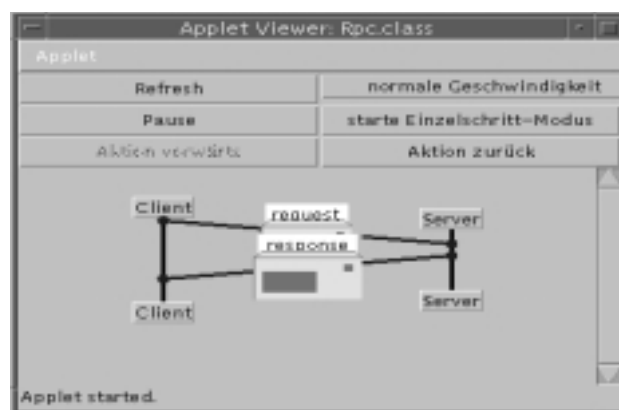 Applet Viewer: Rpc.class
Applet
Refresh
normale Geschwindigkeit
Pause
starte Einzelschritt-Modus
Aktion vorwärts
Aktion zurück
Client
request
Server
response
Client
Server
Applet started.